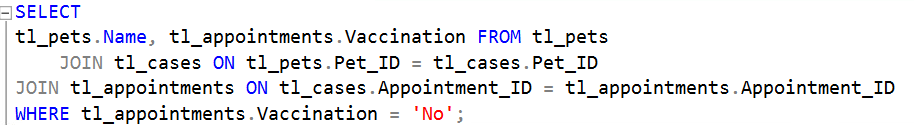 SELECT
tl_pets.Name, tl_appointments.Vaccination FROM tl_pets
JOIN tl_cases ON tl_pets.Pet_ID = tl_cases.Pet_ID
JOIN tl_appointments ON tl_cases.Appointment_ID = tl_appointments.Appointment_ID
WHERE tl_appointments.Vaccination = 'No';